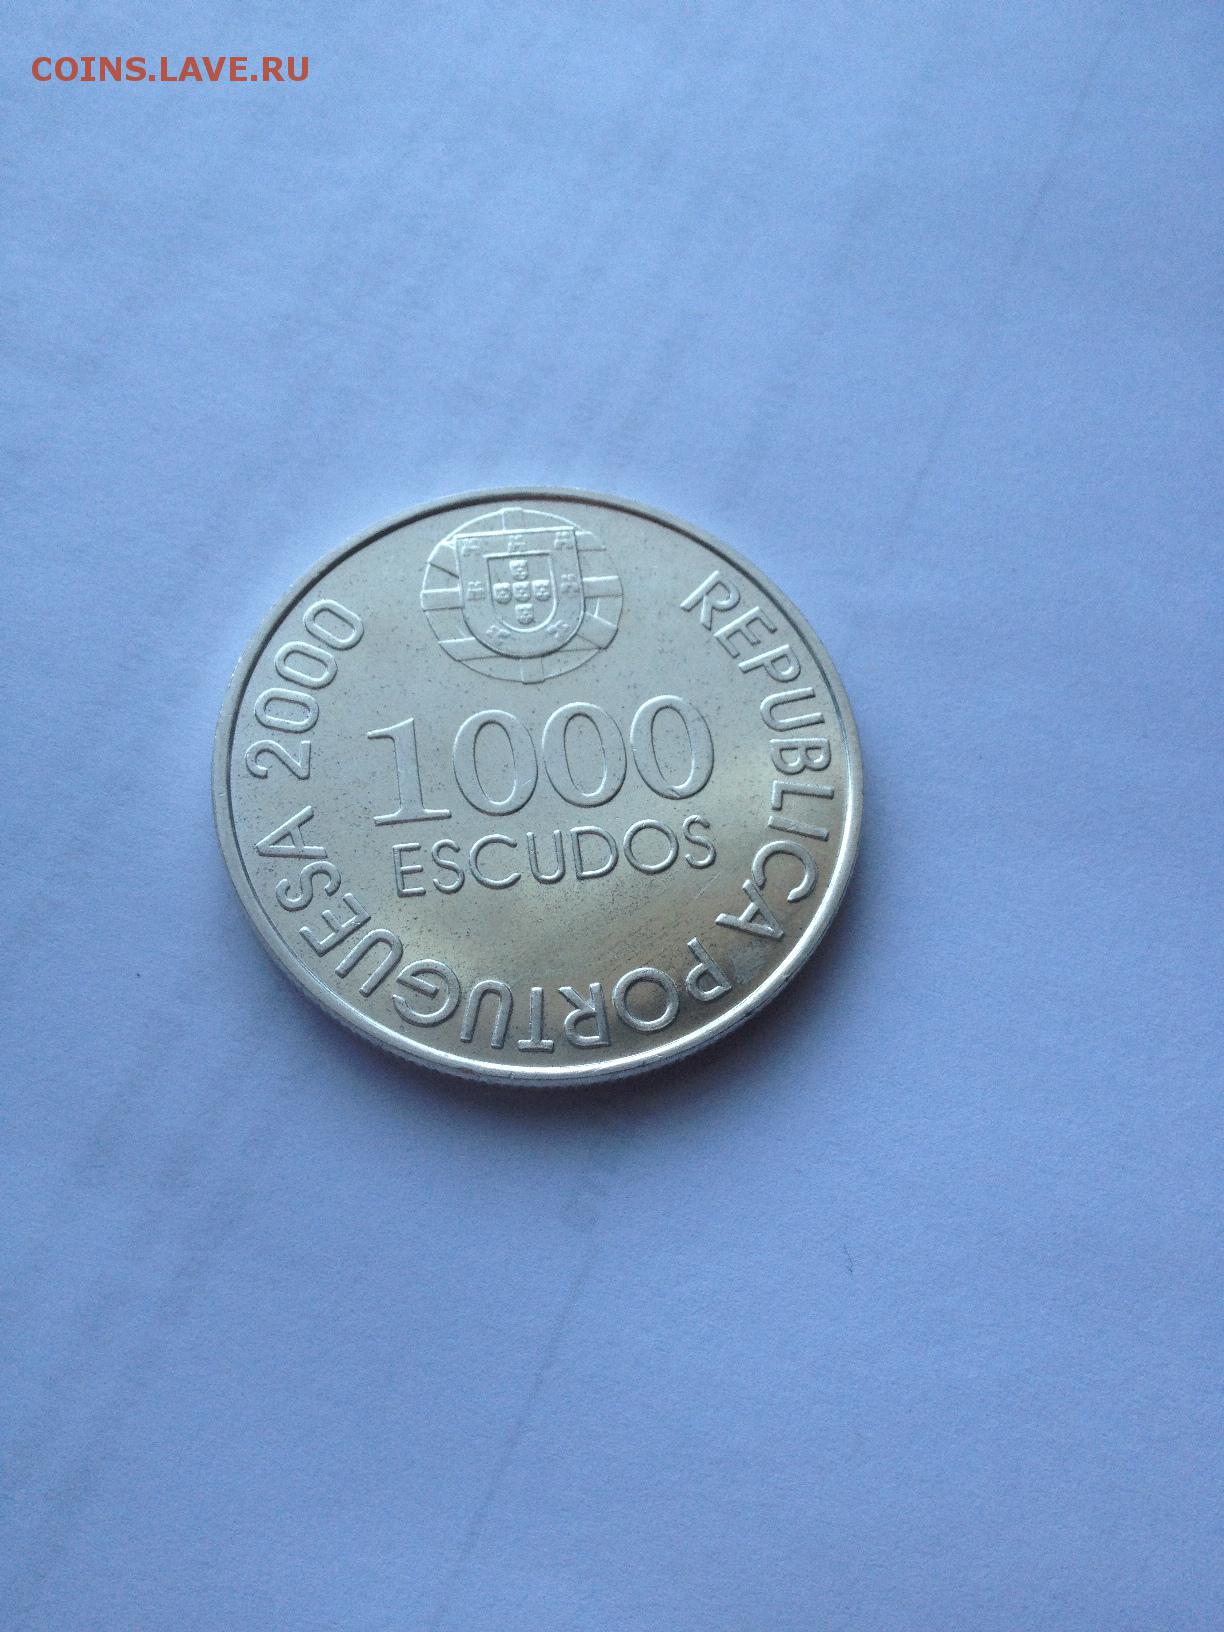 COINS.LAVE.RU
REPUBLICA PORTUGUESA 2000
1000
ESCUDOS